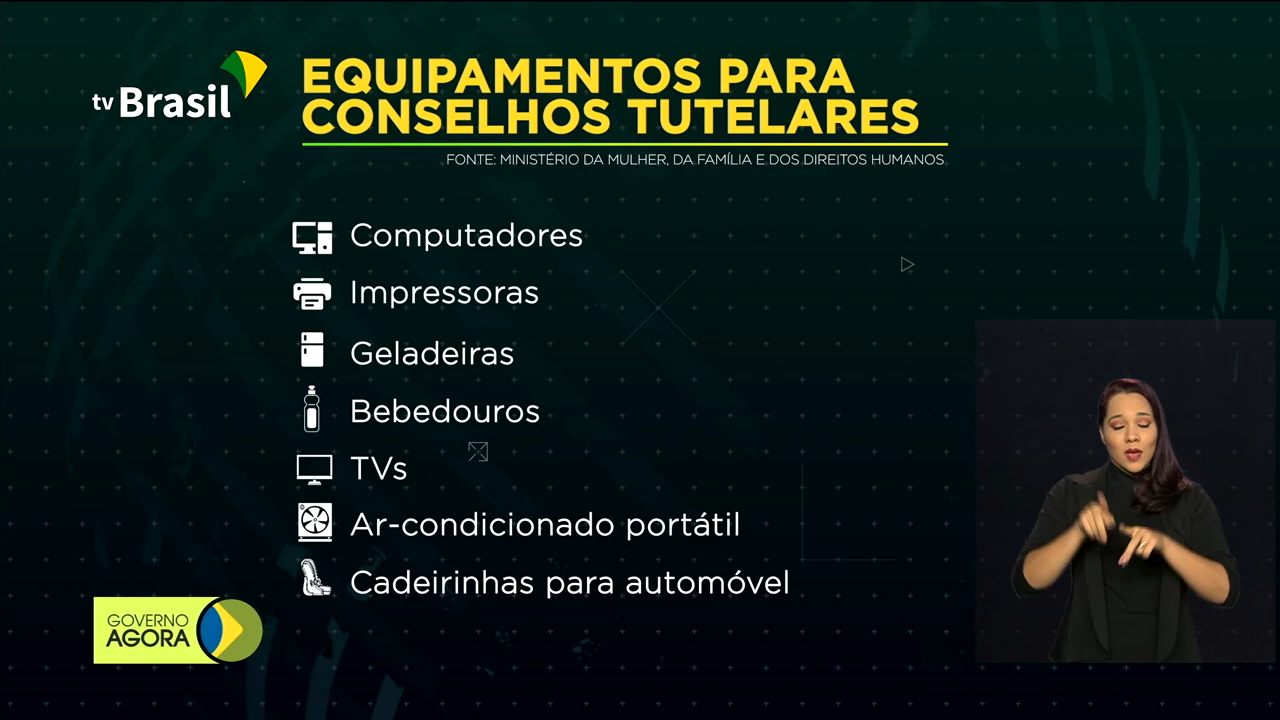 tv Brasil
EQUIPAMENTOS PARA
CONSELHOS TUTELARES
FONTE: MINISTÉRIO DA MULHER, DA FAMÍLIA E DOS DIREITOS HUMANOS
Computadores
Impressoras
Geladeiras
Bebedouros
TVs
Ar-condicionado portátil
Cadeirinhas para automóvel
GOVERNO
AGORA